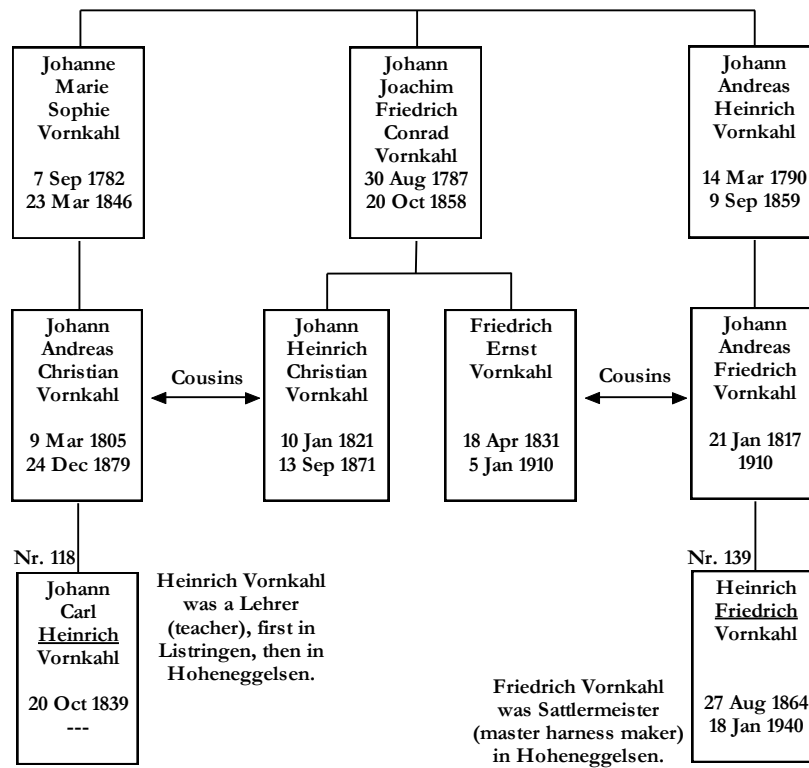 Johanne
Marie
Sophie
Vornkahl
7 Sep 1782
23 Mar 1846
Johann
Joachim
Friedrich
Conrad
Vornkahl
30 Aug 1787
20 Oct 1858
Johann
Andreas
Heinrich
Vornkahl
14 Mar 1790
9 Sep 1859
Johann
Andreas
Christian
Vornkahl
9 Mar 1805
24 Dec 1879
Cousins
Johann
Heinrich
Christian
Vornkahl
10 Jan 1821
13 Sep 1871
Friedrich
Ernst
Vornkahl
18 Apr 1831
5 Jan 1910
Cousins
Johann
Andreas
Friedrich
Vornkahl
21 Jan 1817
1910
Nr. 118
Johann
Carl
Heinrich
Vornkahl
20 Oct 1839
---
Heinrich Vornkahl
was a Lehrer
(teacher), first in
Listringen, then in
Hoheneggelsen.
Friedrich Vornkahl
was Sattlermeister
(master harness maker)
in Hoheneggelsen.
Nr. 139
Heinrich
Friedrich
Vornkahl
27 Aug 1864
18 Jan 1940